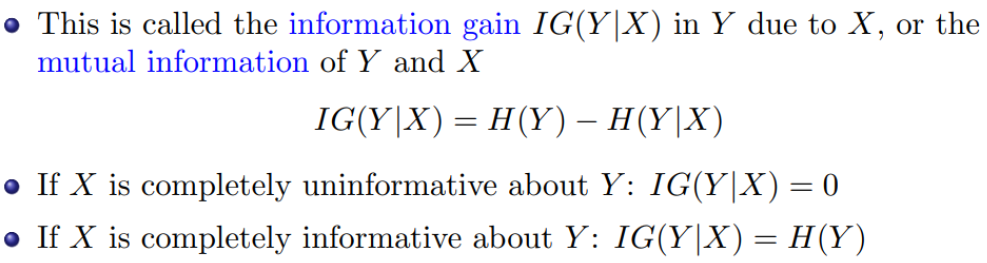 • This is called the information gain IG(Y|X) in Y due to X, or the
mutual information of Y and X
IG(Y|X) = H(Y) − H(Y|X)
• If X is completely uninformative about Y: IG(Y|X) = 0
• If X is completely informative about Y: IG(Y|X) = H(Y)